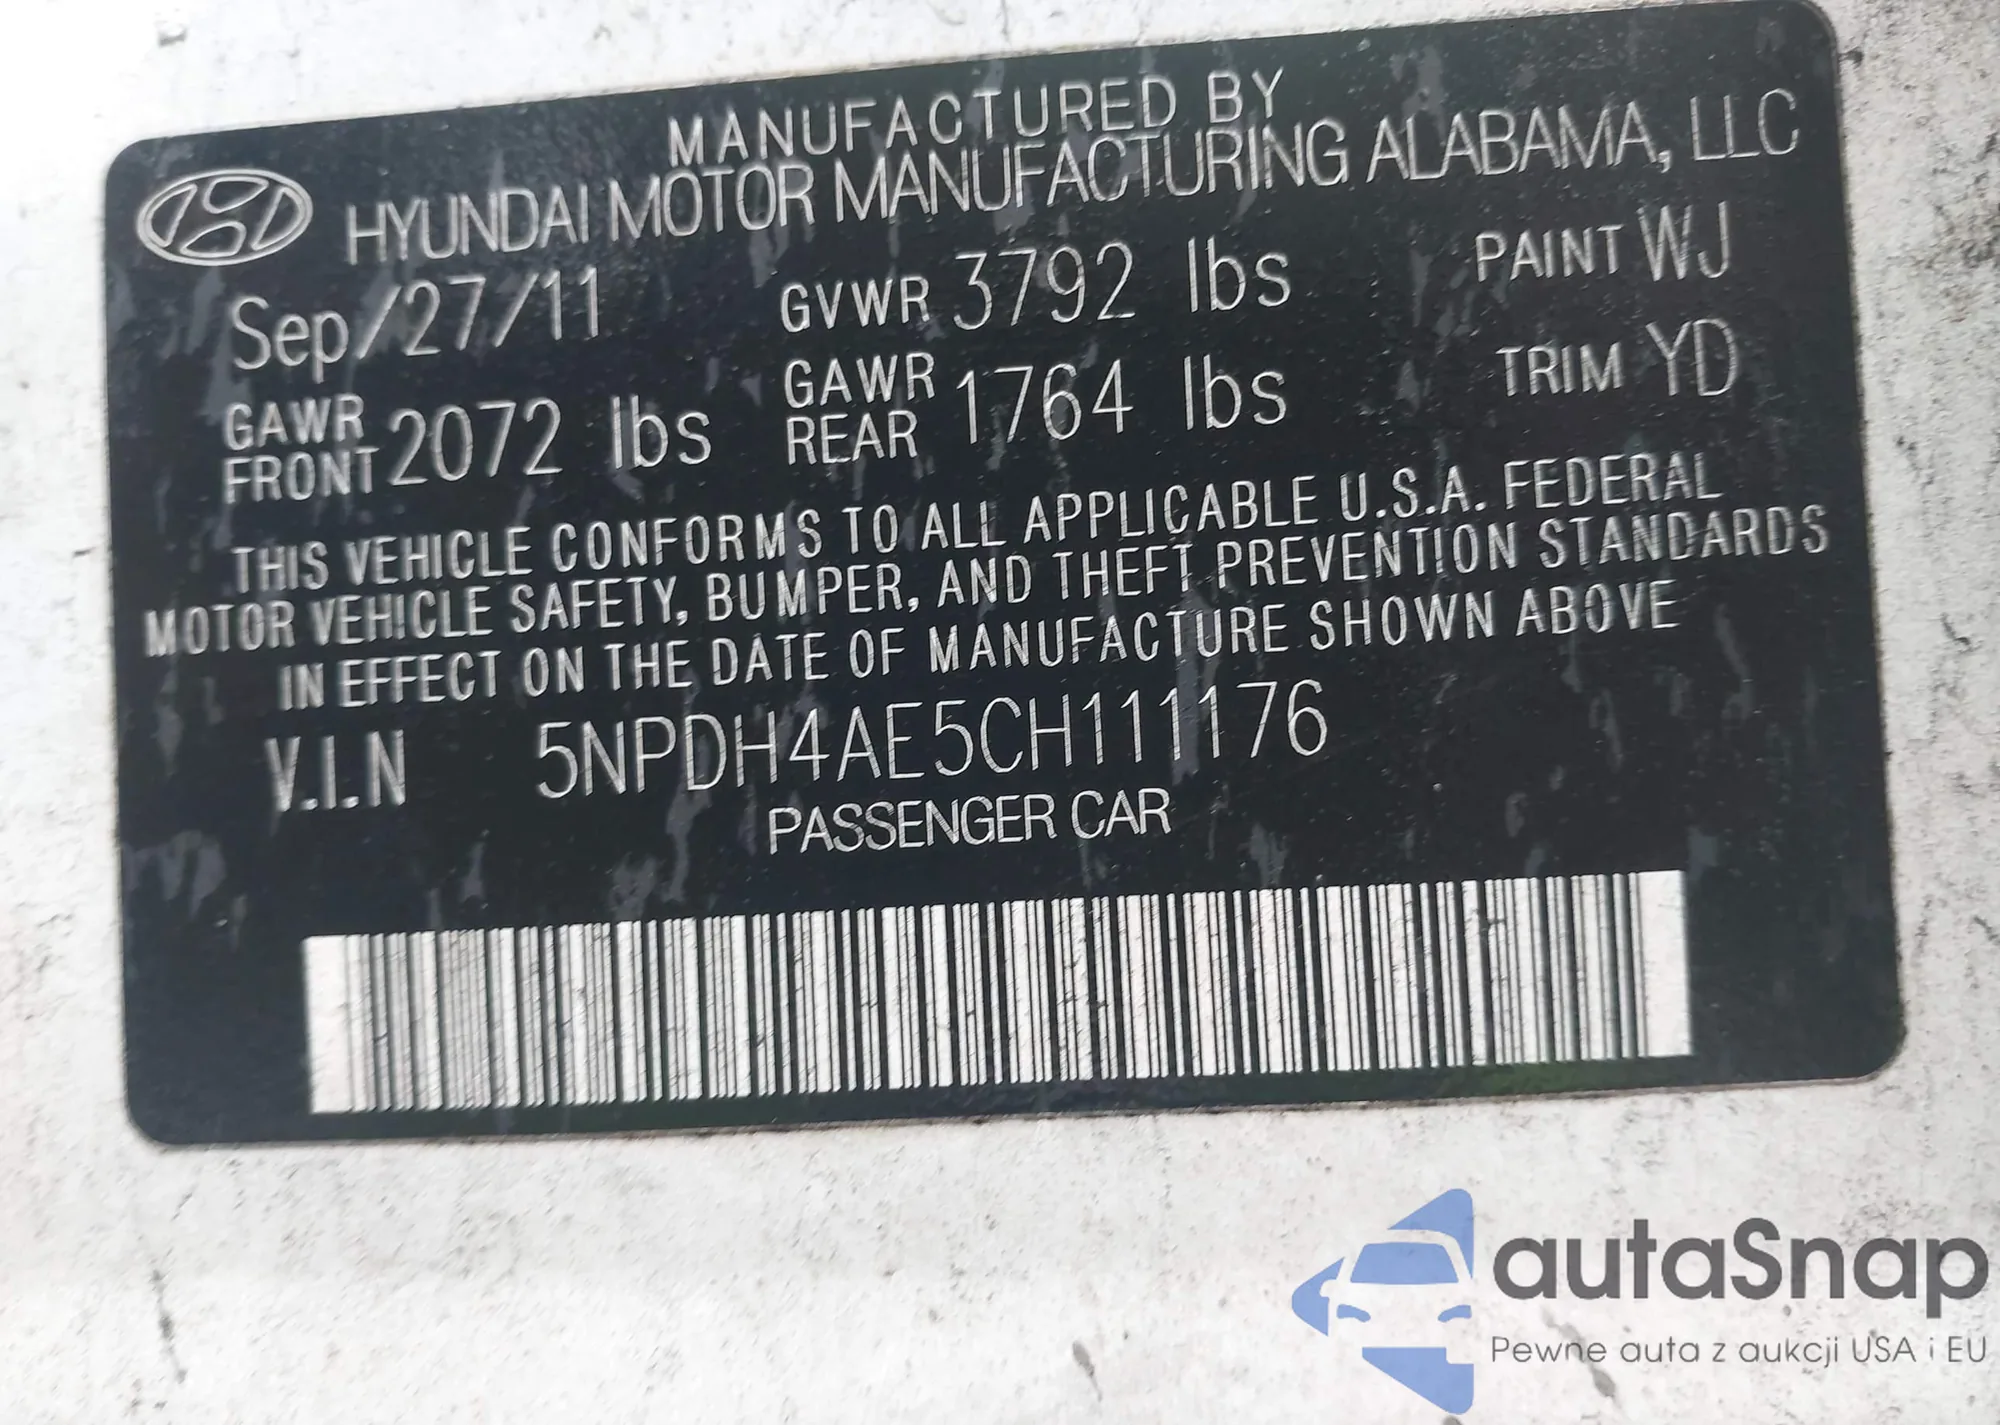 MANUFACTURED BY
HYUNDAI MOTOR MANUFACTURING ALABAMA, LLC
Sep/27/11 GVWR 3792 lbs PAINT WJ
GAWR FRONT 2072 lbs GAWR REAR 1764 lbs TRIM YD
THIS VEHICLE CONFORMS TO ALL APPLICABLE U.S.A. FEDERAL
MOTOR VEHICLE SAFETY, BUMPER, AND THEFT PREVENTION STANDARDS
IN EFFECT ON THE DATE OF MANUFACTURE SHOWN ABOVE
V.I.N 5NPDH4AE5CH111176
PASSENGER CAR
autaSnap
Pewne auta z aukcji USA i EU